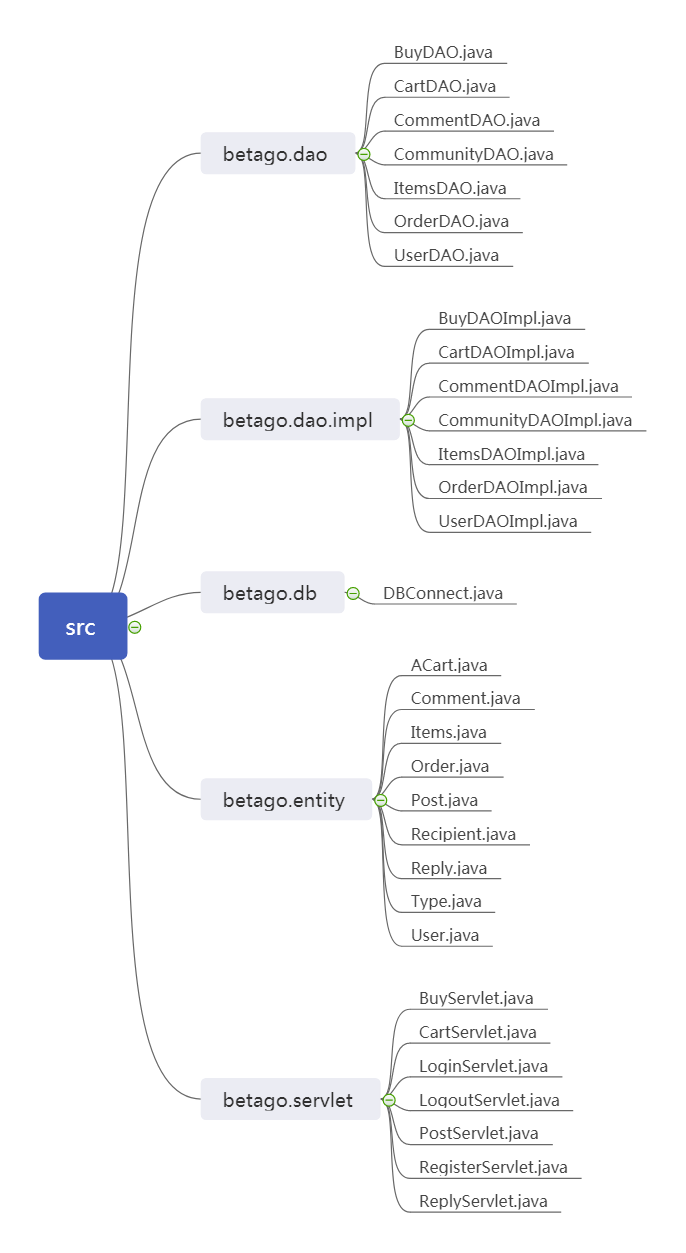 src
betago.dao
BuyDAO.java
CartDAO.java
CommentDAO.java
CommunityDAO.java
ItemsDAO.java
OrderDAO.java
UserDAO.java
betago.dao.impl
BuyDAOImpl.java
CartDAOImpl.java
CommentDAOImpl.java
CommunityDAOImpl.java
ItemsDAOImpl.java
OrderDAOImpl.java
UserDAOImpl.java
betago.db
DBConnect.java
betago.entity
ACart.java
Comment.java
Items.java
Order.java
Post.java
Recipient.java
Reply.java
Type.java
User.java
betago.servlet
BuyServlet.java
CartServlet.java
LoginServlet.java
LogoutServlet.java
PostServlet.java
RegisterServlet.java
ReplyServlet.java